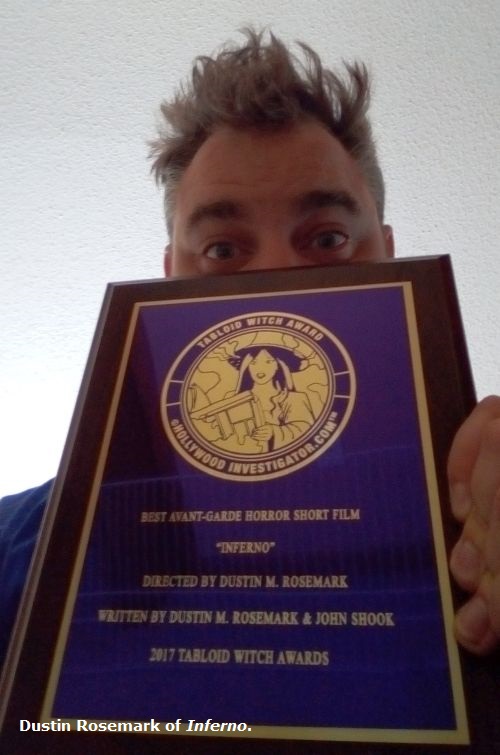 TABLOID WITCH AWARD
©HOLLYWOOD INVESTIGATOR.COM™
BEST AVANT-GARDE HORROR SHORT FILM
"INFERNO"
DIRECTED BY DUSTIN M. ROSEMARK
WRITTEN BY DUSTIN M. ROSEMARK & JOHN SHOOK
2017 TABLOID WITCH AWARDS
Dustin Rosemark of Inferno.